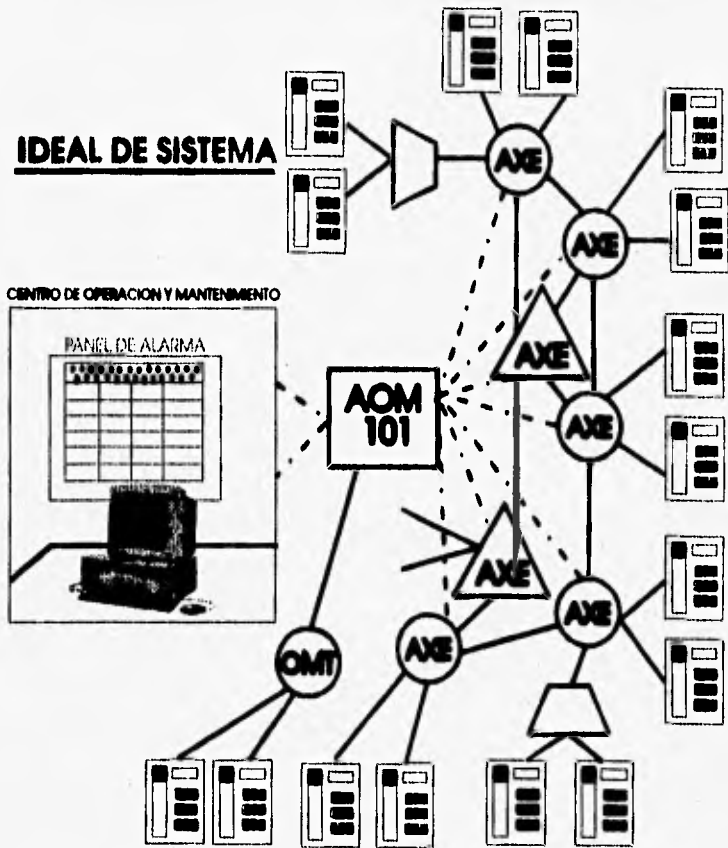 IDEAL DE SISTEMA
CENTRO DE OPERACION Y MANTENIMIENTO
PANEL DE ALARMA
AXE
AXE
AXE
AOM
101
AXE
AXE
AXE
AXE
OMT